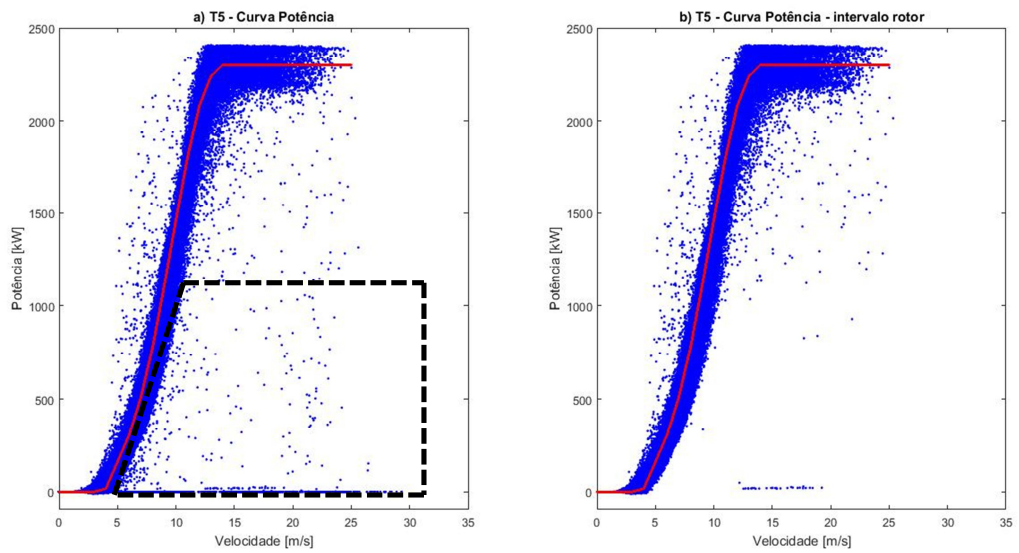 a) T5 - Curva Potência
2500
2000
1500
1000
500
0
Potência [kW]
0 5 10 15 20 25 30 35
Velocidade [m/s]
b) T5 - Curva Potência - intervalo rotor
2500
2000
1500
1000
500
0
Potência [kW]
0 5 10 15 20 25 30 35
Velocidade [m/s]